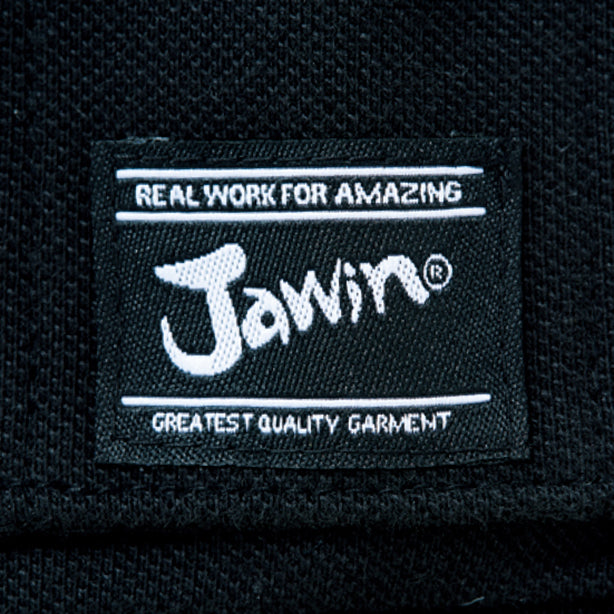 REAL WORK FOR AMAZING
Jawin®
GREATEST QUALITY GARMENT